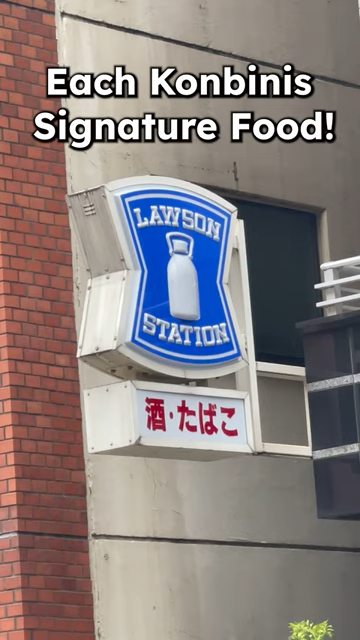 Each Konbinis
Signature Food!
LAWSON
STATION
酒·たばこ